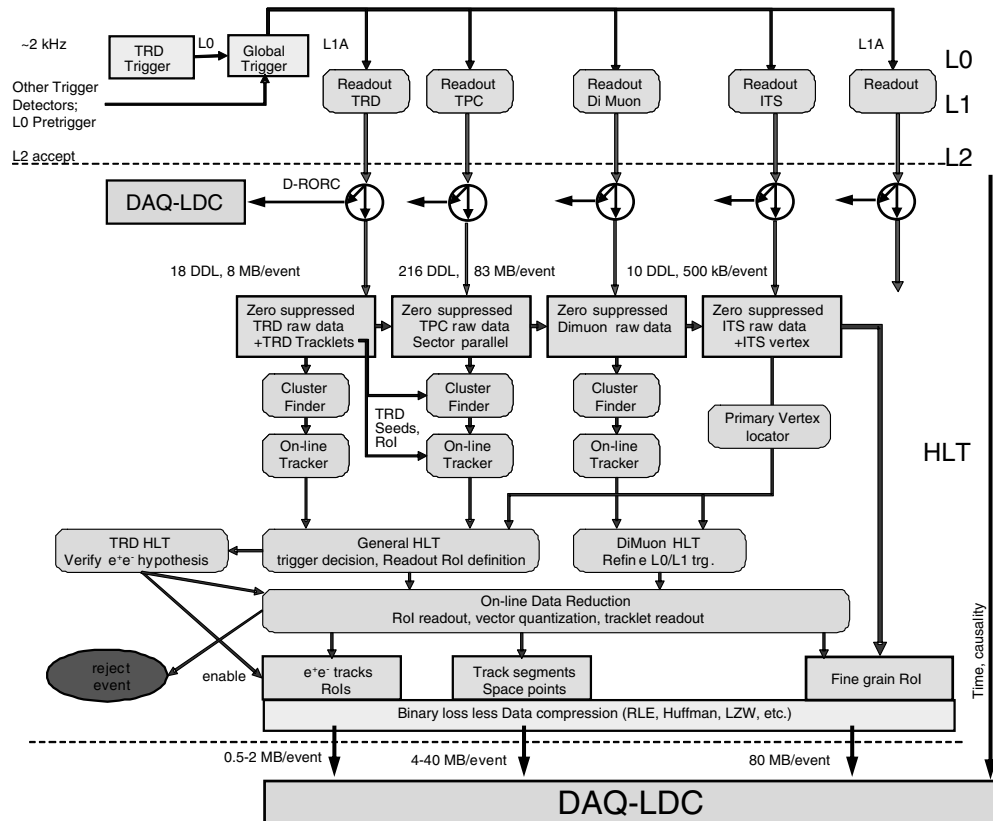 ~2 kHz
TRD
Trigger
L0
Global
Trigger
L1A
L1A
L0
Other Trigger
Detectors;
L0 Pretrigger
Readout
TRD
Readout
TPC
Readout
Di Muon
Readout
ITS
Readout
L1
L2 accept
L2
DAQ-LDC
D-RORC
18 DDL, 8 MB/event
216 DDL, 83 MB/event
10 DDL, 500 kB/event
Zero suppressed
TRD raw data
+TRD Tracklets
Zero suppressed
TPC raw data
Sector parallel
Zero suppressed
Dimuon raw data
Zero suppressed
ITS raw data
+ITS vertex
Cluster
Finder
TRD
Seeds,
RoI
Cluster
Finder
Cluster
Finder
Primary Vertex
locator
On-line
Tracker
On-line
Tracker
On-line
Tracker
HLT
TRD HLT
Verify e+e- hypothesis
General HLT
trigger decision, Readout RoI definition
DiMuon HLT
Refine L0/L1 trg.
On-line Data Reduction
RoI readout, vector quantization, tracklet readout
reject
event
enable
e+e- tracks
RoIs
Track segments
Space points
Fine grain RoI
Time, causality
Binary loss less Data compression (RLE, Huffman, LZW, etc.)
0.5-2 MB/event
4-40 MB/event
80 MB/event
DAQ-LDC